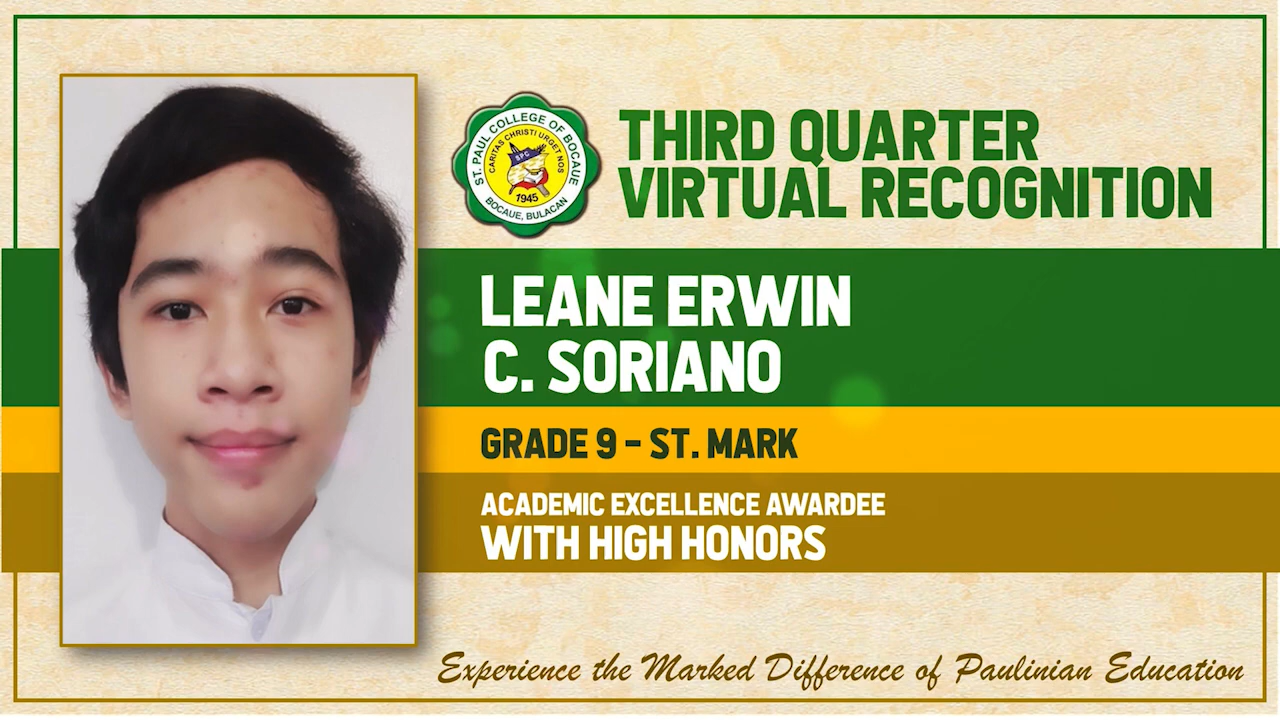 ST. PAUL COLLEGE OF BOCAUE
CARITAS CHRISTI URGET NOS
SPC
1945
BOCAUE, BULACAN
THIRD QUARTER
VIRTUAL RECOGNITION
LEANE ERWIN
C. SORIANO
GRADE 9 - ST. MARK
ACADEMIC EXCELLENCE AWARDEE
WITH HIGH HONORS
Experience the Marked Difference of Paulinian Education